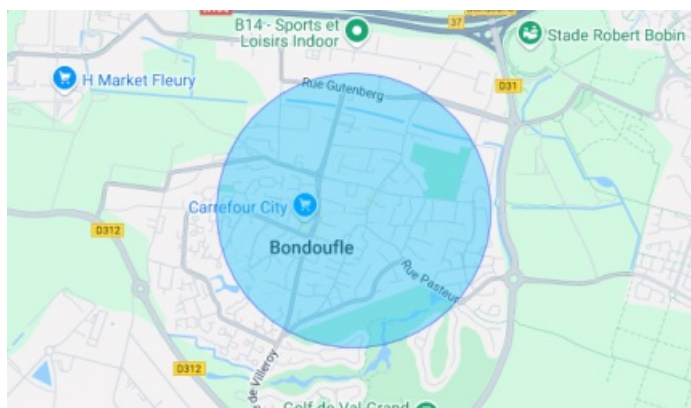 B14 - Sports et
Loisirs Indoor
37
Stade Robert Bobin
H Market Fleury
Rue Gutenberg
D31
Carrefour City
D312
Bondoufle
Rue Pasteur
D312
de Villeroy
Golf de Val Grand